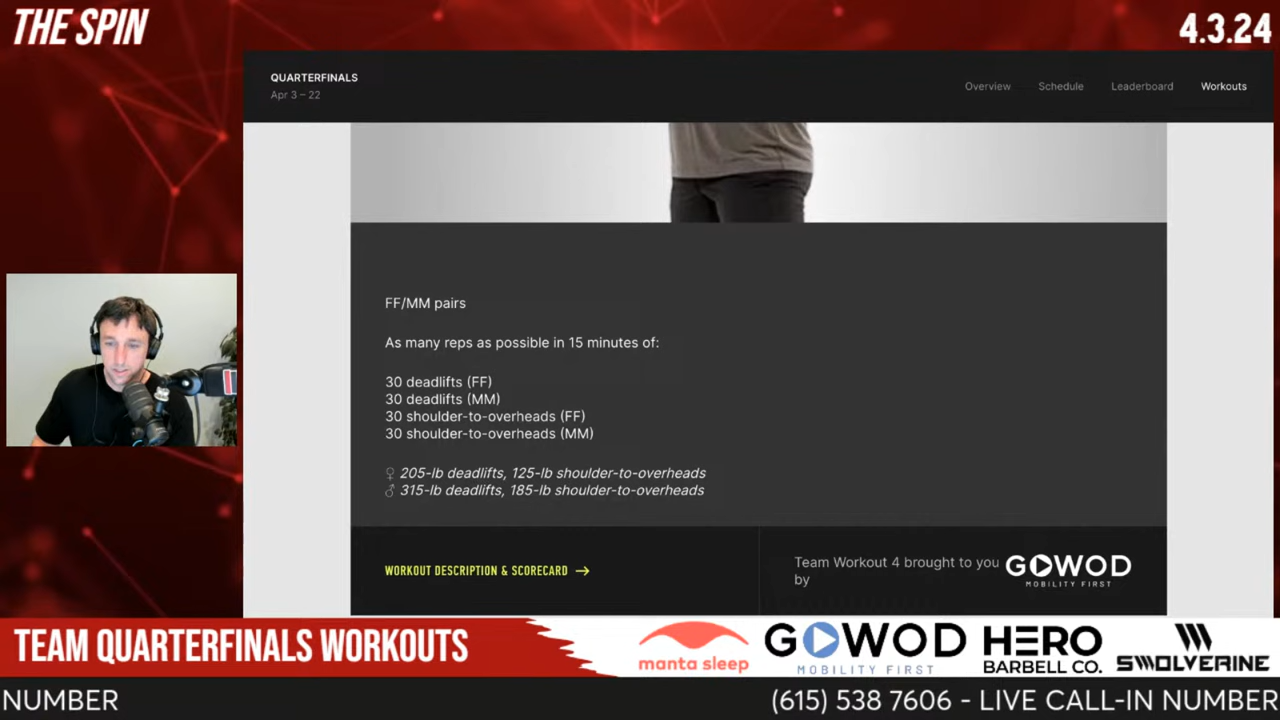 THE SPIN
4.3.24
QUARTERFINALS
Apr 3 – 22
Overview
Schedule
Leaderboard
Workouts
FF/MM pairs
As many reps as possible in 15 minutes of:
30 deadlifts (FF)
30 deadlifts (MM)
30 shoulder-to-overheads (FF)
30 shoulder-to-overheads (MM)
♀ 205-lb deadlifts, 125-lb shoulder-to-overheads
♂ 315-lb deadlifts, 185-lb shoulder-to-overheads
WORKOUT DESCRIPTION & SCORECARD →
Team Workout 4 brought to you
by
GOWOD
MOBILITY FIRST
TEAM QUARTERFINALS WORKOUTS
manta sleep
GOWOD
MOBILITY FIRST
HERO
BARBELL CO.
SWOLVERINE
NUMBER
(615) 538 7606 - LIVE CALL-IN NUMBER